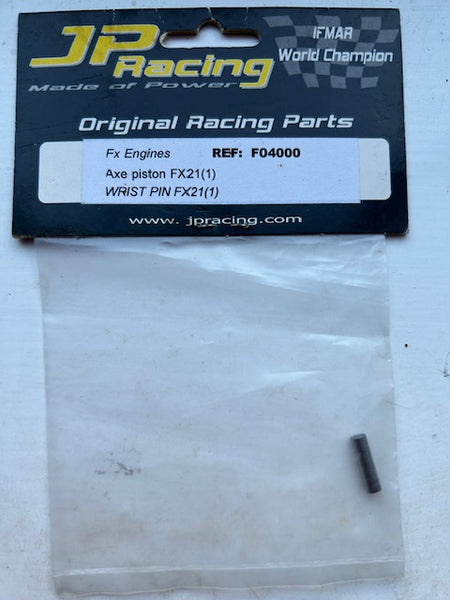 JP Racing
Made of Power
IFMAR
World Champion
Original Racing Parts
Fx Engines REF: F04000
Axe piston FX21(1)
WRIST PIN FX21(1)
www.jpracing.com